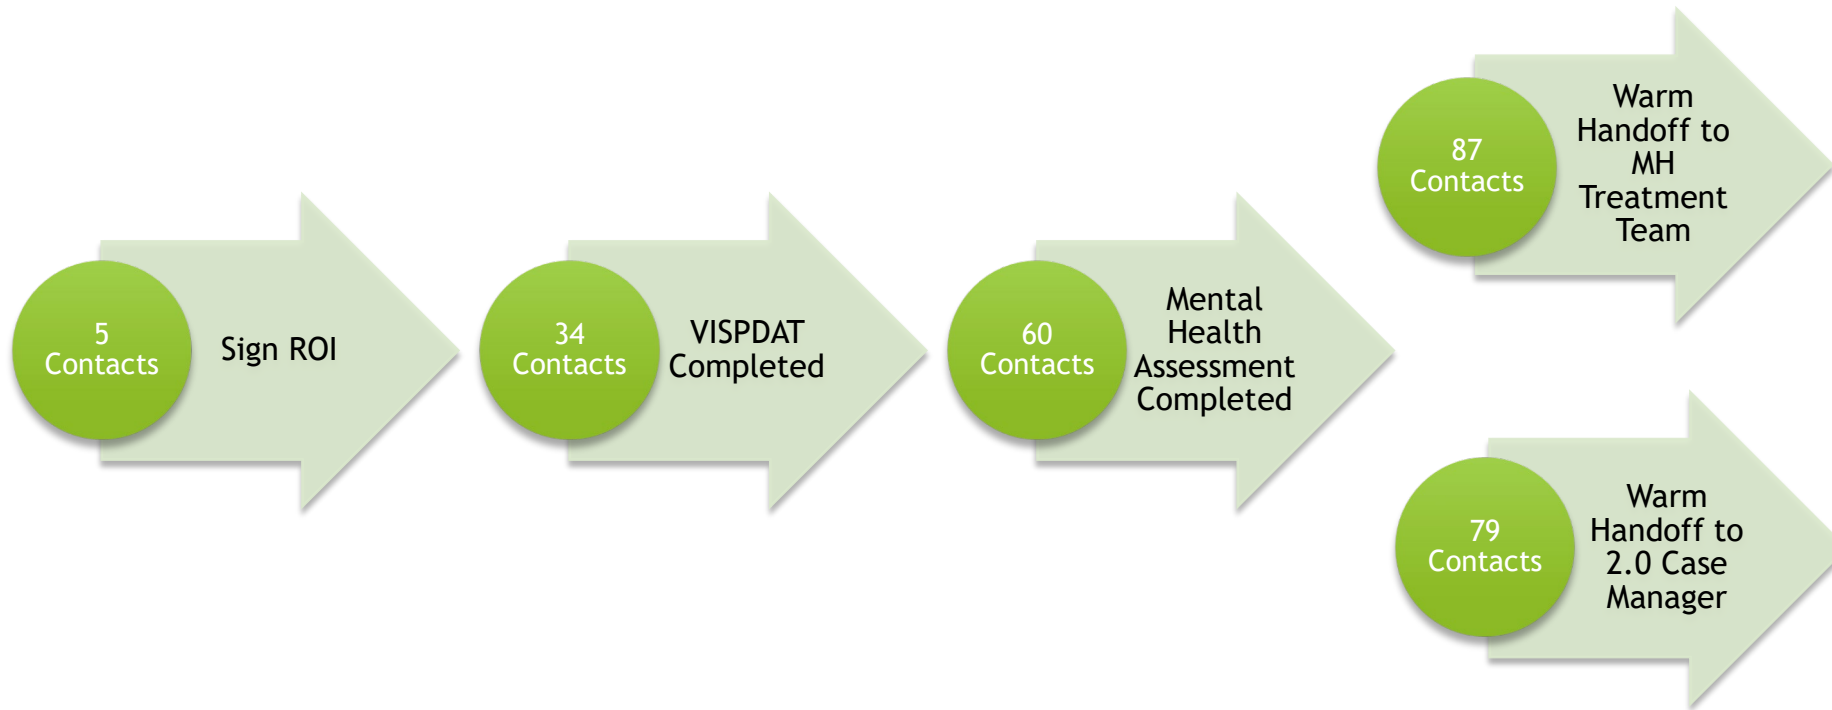 5
Contacts
Sign ROI
34
Contacts
VISPDAT
Completed
60
Contacts
Mental
Health
Assessment
Completed
87
Contacts
Warm
Handoff to
MH
Treatment
Team
79
Contacts
Warm
Handoff to
2.0 Case
Manager